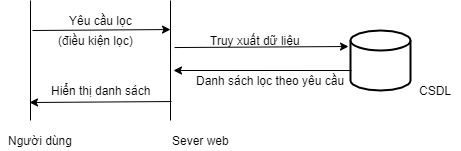 Yêu cầu lọc
(điều kiện lọc)
Truy xuất dữ liệu
Danh sách lọc theo yêu cầu
Hiển thị danh sách
CSDL
Người dùng
Sever web